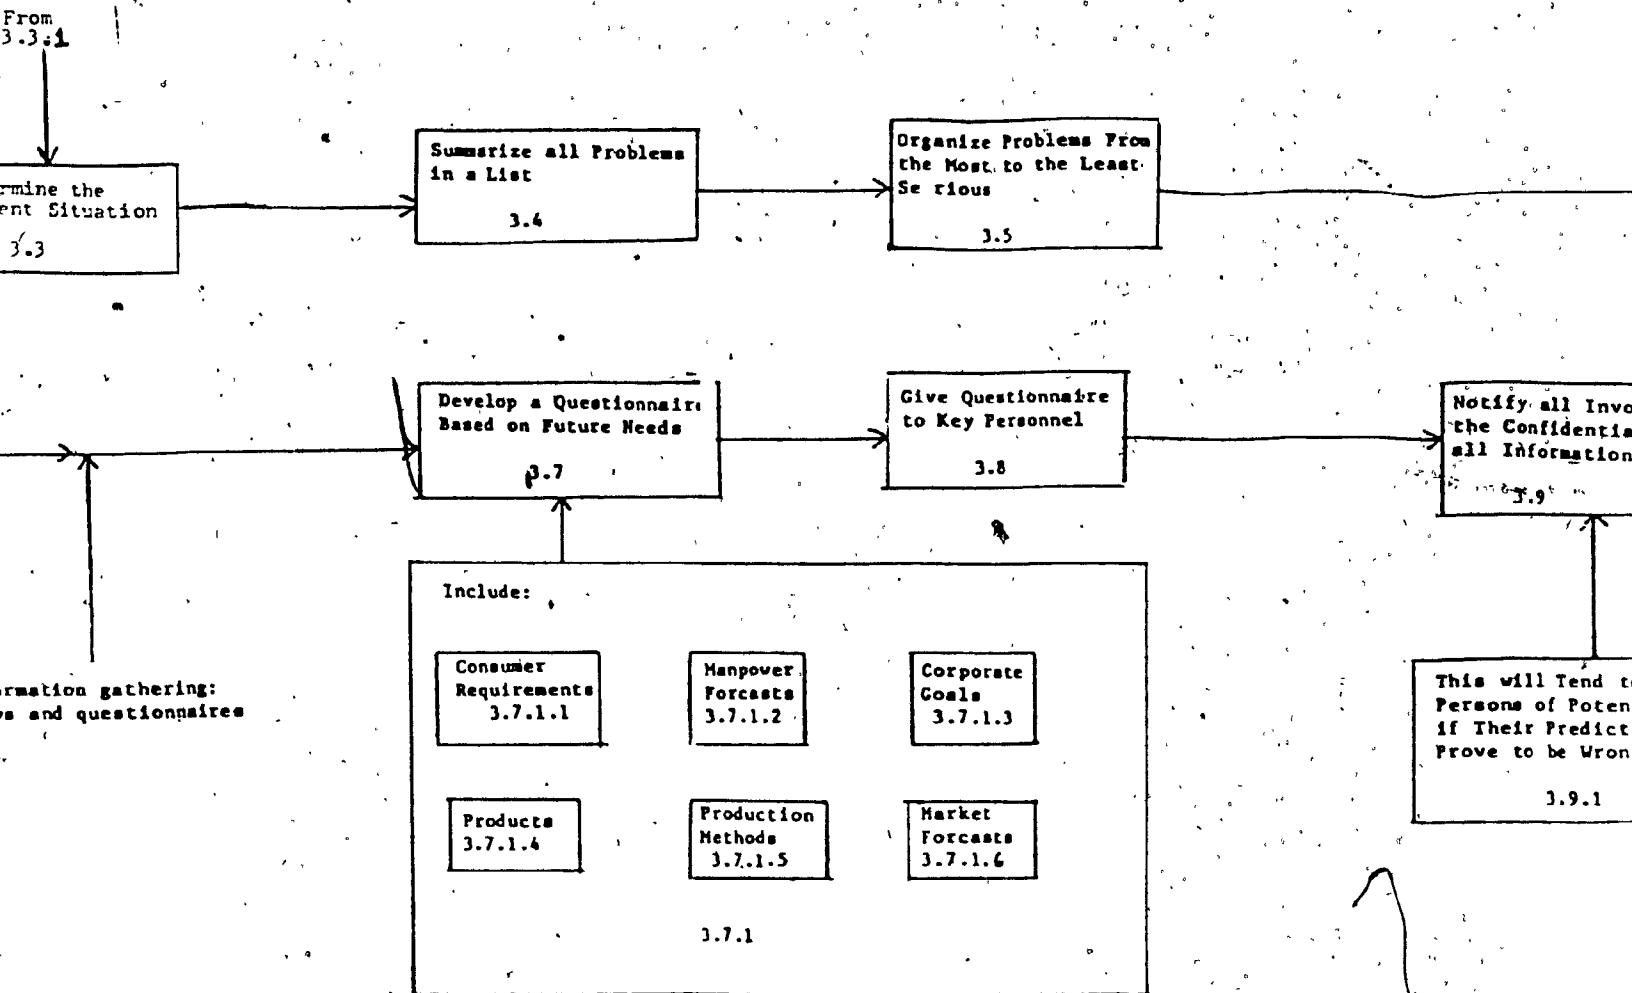 From
3.3.1
rmine the
ent Situation
3.3
Summarize all Problems
in a List
3.4
Organize Problems From
the Most to the Least
Se rious
3.5
Develop a Questionnaire
Based on Future Needs
3.7
Give Questionnaire
to Key Personnel
3.8
Notify all Invo
the Confidentia
all Information
3.9
Include:
Consumer
Requirements
3.7.1.1
Manpower
Forcasts
3.7.1.2
Corporate
Goals
3.7.1.3
Products
3.7.1.4
Production
Methods
3.7.1.5
Market
Forcasts
3.7.1.6
3.7.1
rmation gathering:
s and questionnaires
This will Tend t
Persons of Poten
if Their Predict
Prove to be Wron
3.9.1